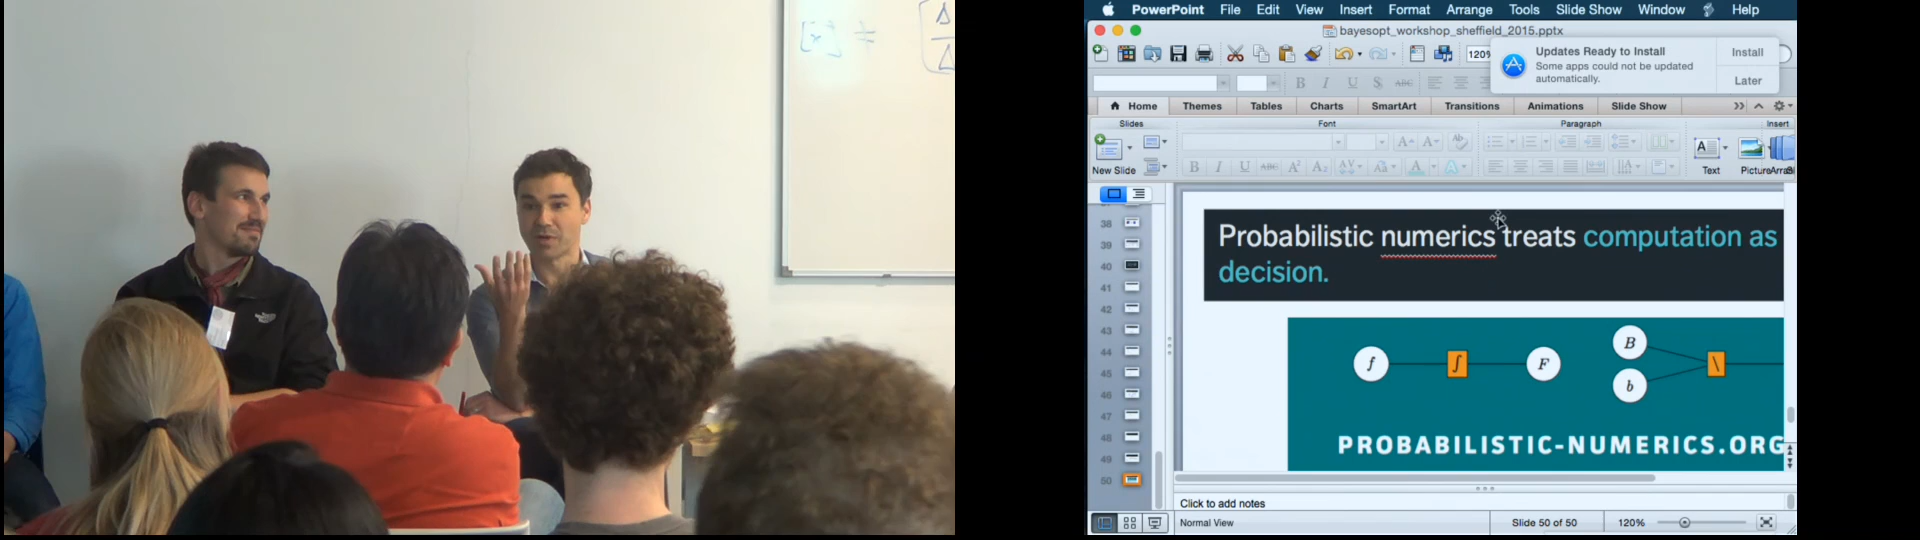 [x] ≠
PowerPoint File Edit View Insert Format Arrange Tools Slide Show Window Help
bayesopt_workshop_sheffield_2015.pptx
120%
Updates Ready to Install
Some apps could not be updated
automatically.
Install
Later
Home Themes Tables Charts SmartArt Transitions Animations Slide Show
Slides Font Paragraph Insert
New Slide Text Picture
Probabilistic numerics treats computation as
decision.
38
39
40
41
42
43
44
45
46
47
48
49
50
f ∫ F
B
b
\
PROBABILISTIC-NUMERICS.ORG
Click to add notes
Normal View Slide 50 of 50 120%